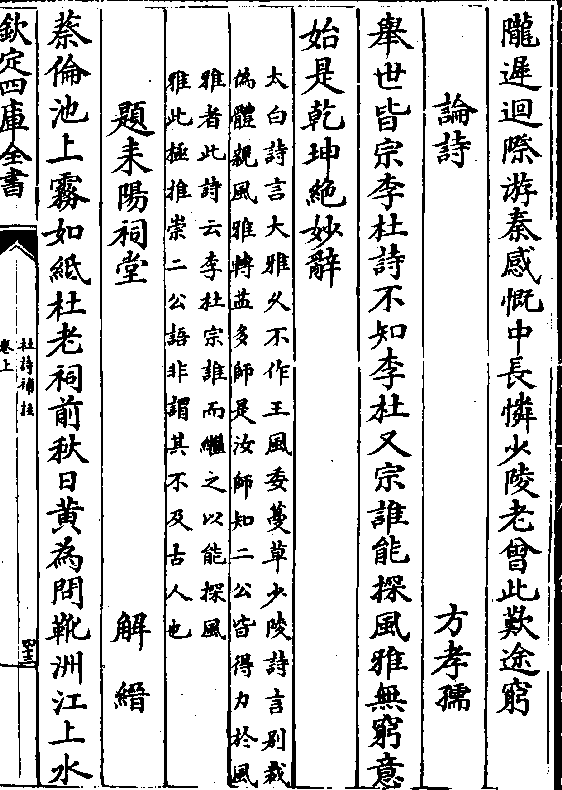 隴遲迴際游秦感慨中長憐少陵老曾此歎途窮
論詩 方孝孺
舉世皆宗李杜詩不知李杜又宗誰能探風雅無窮意
始是乾坤絶妙辭
太白詩言大雅久不作王風委蔓草少陵詩言别裁
偽體親風雅轉益多師是汝師知二公皆得力於風
雅者此詩云李杜宗誰而繼之以能探風
雅此極推崇二公語非謂其不及古人也
題耒陽祠堂 解縉
蔡倫池上霧如紙杜老祠前秋日黄為問靴洲江上水
欽定四庫全書
杜詩補註
卷上